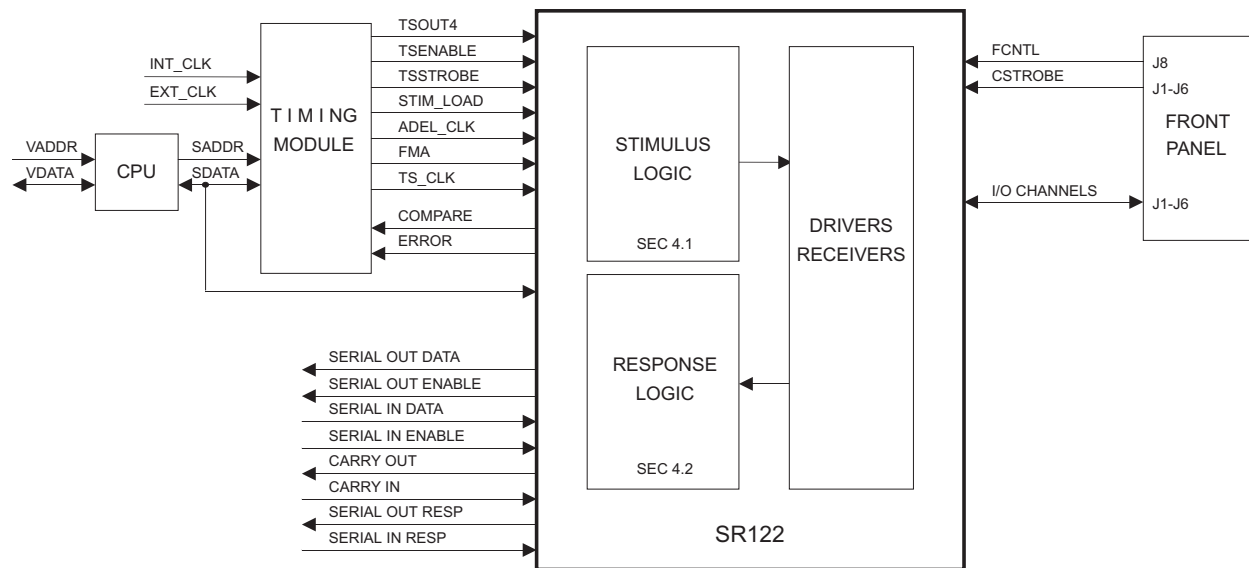 TSOUT4
TSENABLE
TSSTROBE
STIM_LOAD
ADEL_CLK
FMA
TS_CLK
COMPARE
ERROR
INT_CLK
EXT_CLK
TIMING
MODULE
VADDR
VDATA
CPU
SADDR
SDATA
STIMULUS
LOGIC
SEC 4.1
DRIVERS
RECEIVERS
RESPONSE
LOGIC
SEC 4.2
SR122
FCNTL
CSTROBE
I/O CHANNELS
J8
J1-J6
FRONT
PANEL
J1-J6
SERIAL OUT DATA
SERIAL OUT ENABLE
SERIAL IN DATA
SERIAL IN ENABLE
CARRY OUT
CARRY IN
SERIAL OUT RESP
SERIAL IN RESP